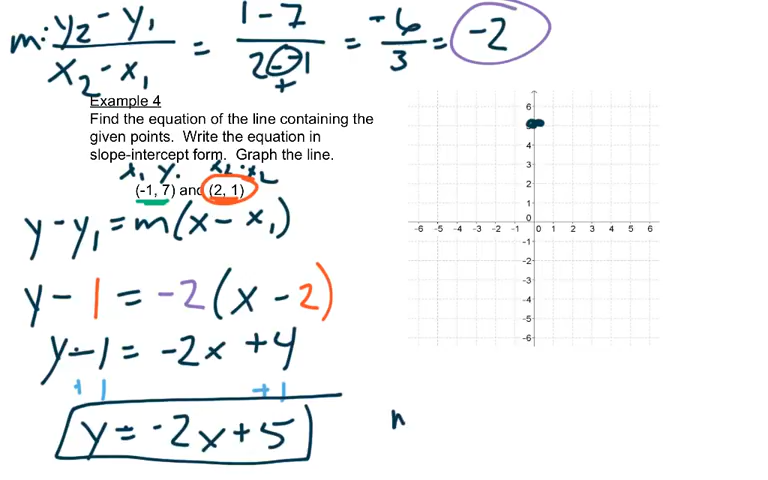 m: y₂ - y₁ / x₂ - x₁ = 1 - 7 / 2 - -1 = -6 / 3 = -2
+
Example 4
Find the equation of the line containing the
given points. Write the equation in
slope-intercept form. Graph the line.
x₁ y₁
(-1, 7) and (2, 1)
y - y₁ = m(x - x₁)
y - 1 = -2(x - 2)
y - 1 = -2x + 4
+1 +1
y = -2x + 5
6
4
3
2
1
0
-6 -5 -4 -3 -2 -1 0 1 2 3 4 5 6
-1
-2
-3
-4
-5
-6